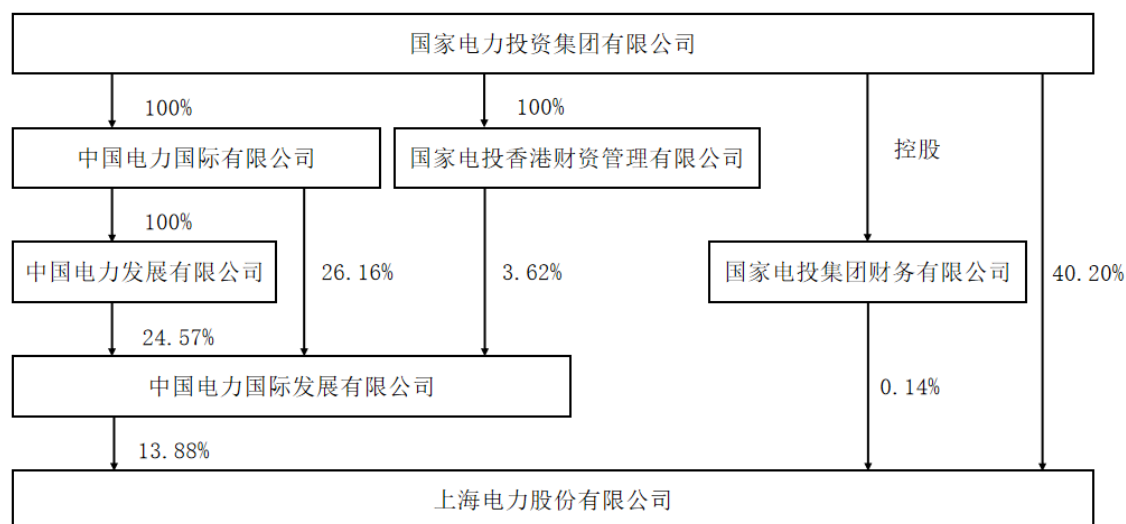 国家电力投资集团有限公司
100%
100%
中国电力国际有限公司
国家电投香港财资管理有限公司
控股
100%
中国电力发展有限公司
26.16%
3.62%
国家电投集团财务有限公司
40.20%
24.57%
中国电力国际发展有限公司
0.14%
13.88%
上海电力股份有限公司